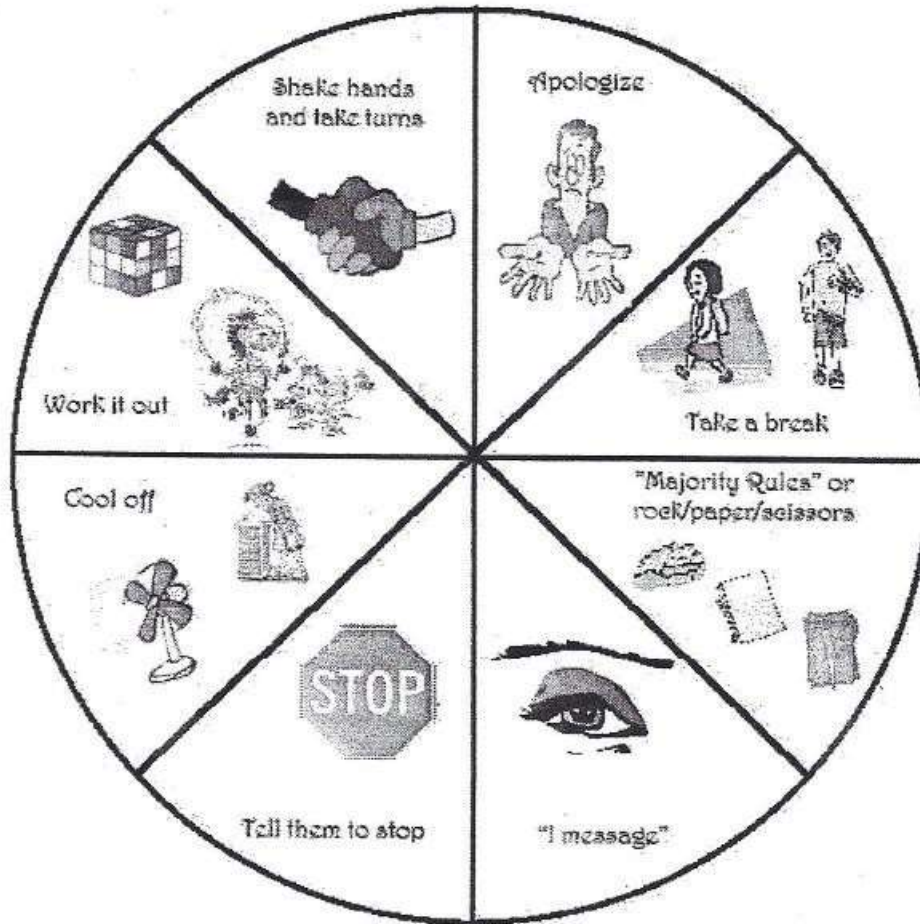 Shake hands
and take turns
Apologize
Take a break
"Majority Rules" or
rock/paper/scissors
"I message"
STOP
Tell them to stop
Cool off
Work it out